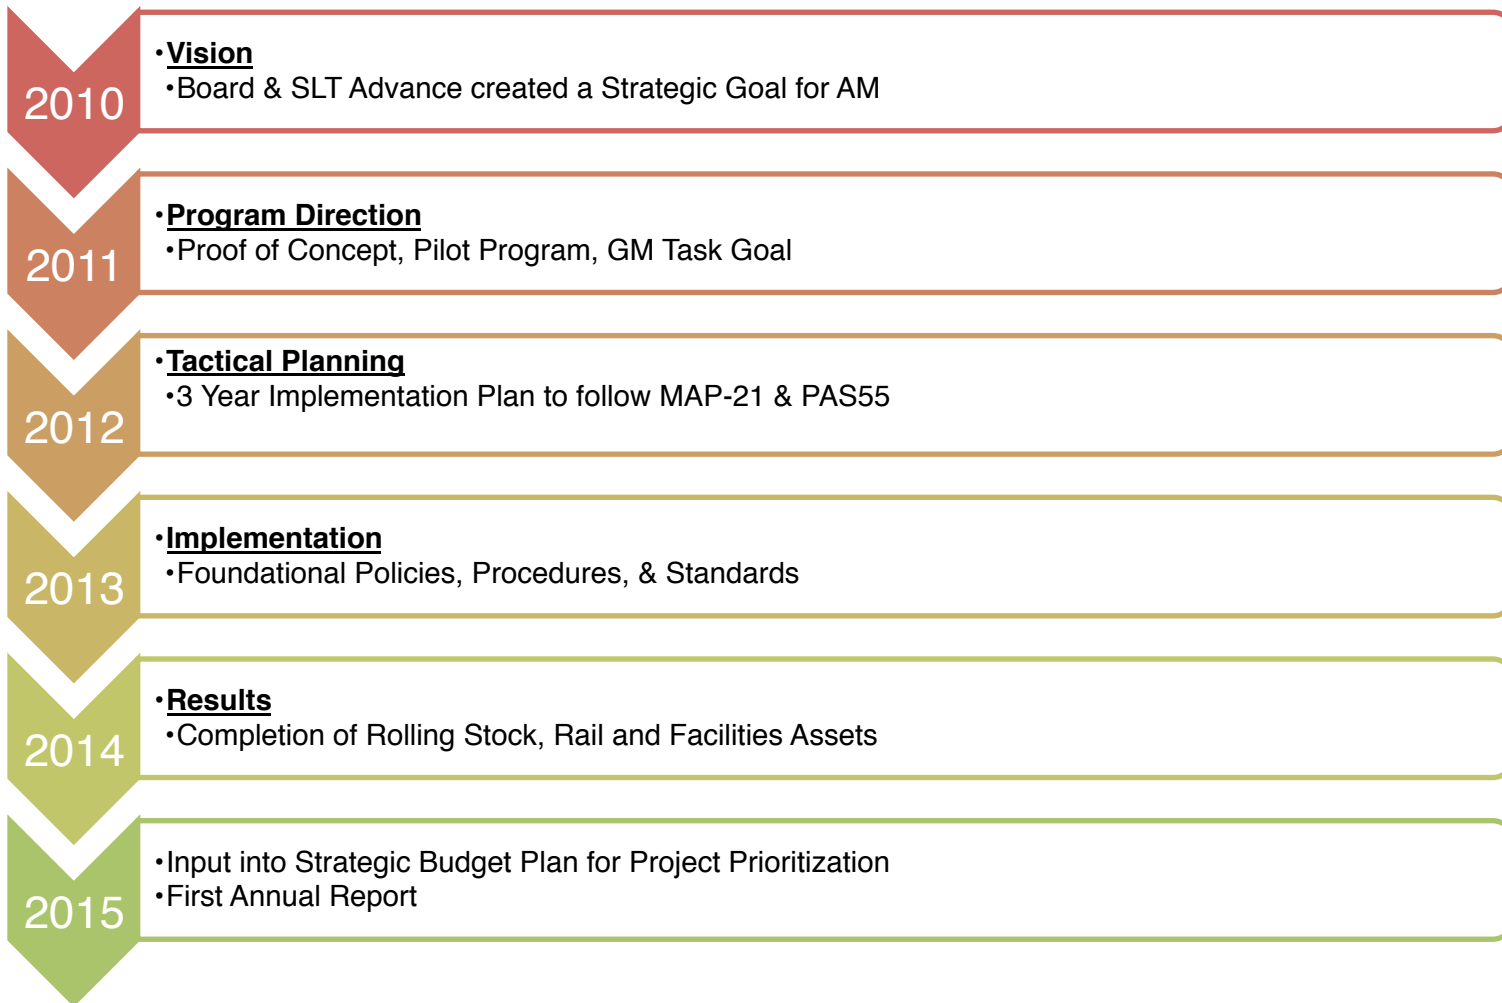 2010
•Vision
•Board & SLT Advance created a Strategic Goal for AM
2011
•Program Direction
•Proof of Concept, Pilot Program, GM Task Goal
2012
•Tactical Planning
•3 Year Implementation Plan to follow MAP-21 & PAS55
2013
•Implementation
•Foundational Policies, Procedures, & Standards
2014
•Results
•Completion of Rolling Stock, Rail and Facilities Assets
2015
•Input into Strategic Budget Plan for Project Prioritization
•First Annual Report